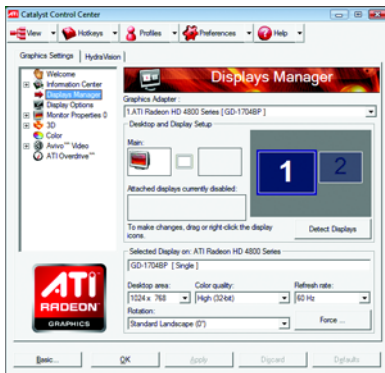 ATI Catalyst Control Center
View Hotkeys Profiles Preferences Help
Graphics Settings HydraVision
Welcome
Information Center
Displays Manager
Display Options
Monitor Properties 0
3D
Color
Avivo™ Video
ATI Overdrive™
Displays Manager
Graphics Adapter :
1.ATI Radeon HD 4800 Series [ GD-1704BP ]
Desktop and Display Setup
Main:
1
2
Attached displays currently disabled:
To make changes, drag or right-click the display icons.
Detect Displays
Selected Display on: ATI Radeon HD 4800 Series
GD-1704BP [ Single ]
Desktop area:
Color quality:
Refresh rate:
1024 x 768
High (32-bit)
60 Hz
Rotation:
Standard Landscape (0°)
Force ...
ATI
RADEON
GRAPHICS
Basic...
OK
Apply
Discard
Defaults